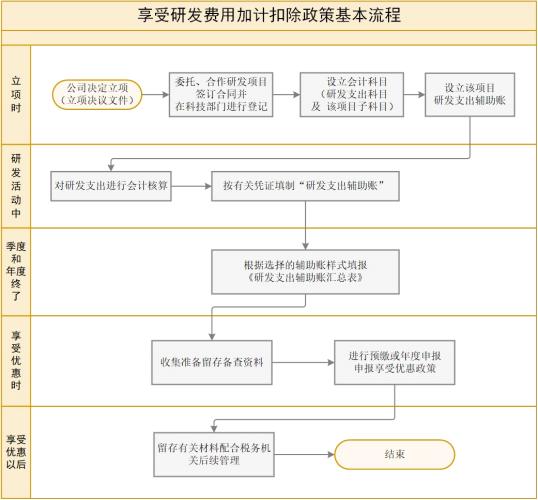 享受研发费用加计扣除政策基本流程
立
项
时
公司决定立项
（立项决议文件）
委托、合作研发项目
签订合同并
在科技部门进行登记
设立会计科目
（研发支出科目
及 该项目子科目）
设立该项目
研发支出辅助账
研
发
活
动
中
对研发支出进行会计核算
按有关凭证填制“研发支出辅助账”
季度
和
年度
终
了
根据选择的辅助账样式填报
《研发支出辅助账汇总表》
享
受
优
惠
时
收集准备留存备查资料
进行预缴或年度申报
申报享受优惠政策
享受
优惠
以后
留存有关材料配合税务机
关后续管理
结束